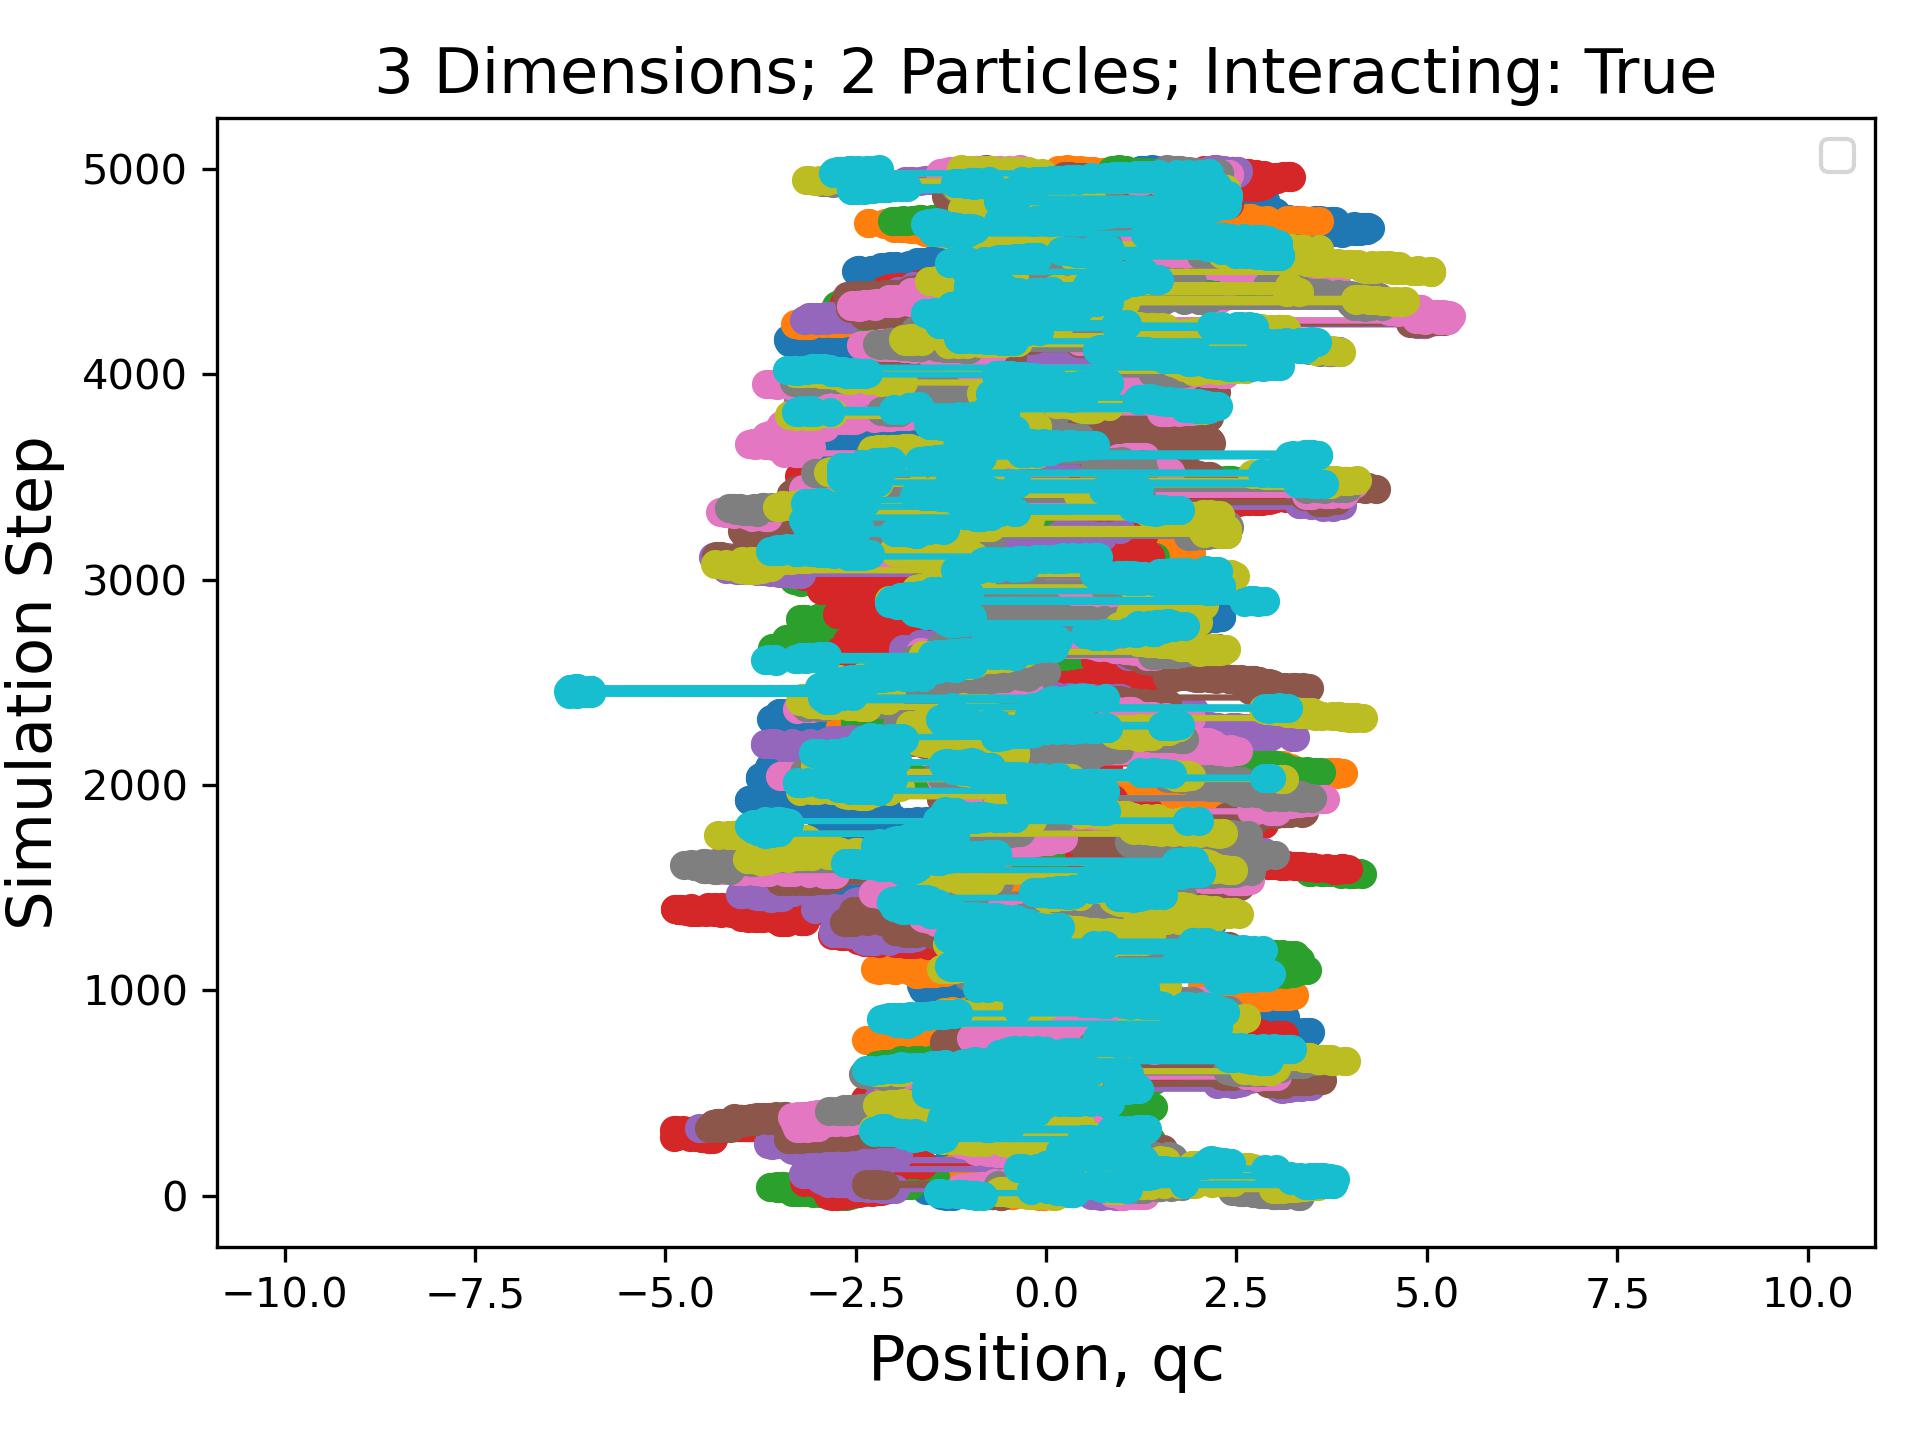 3 Dimensions; 2 Particles; Interacting: True
Simulation Step
5000
4000
3000
2000
1000
0
−10.0 −7.5 −5.0 −2.5 0.0 2.5 5.0 7.5 10.0
Position, qc